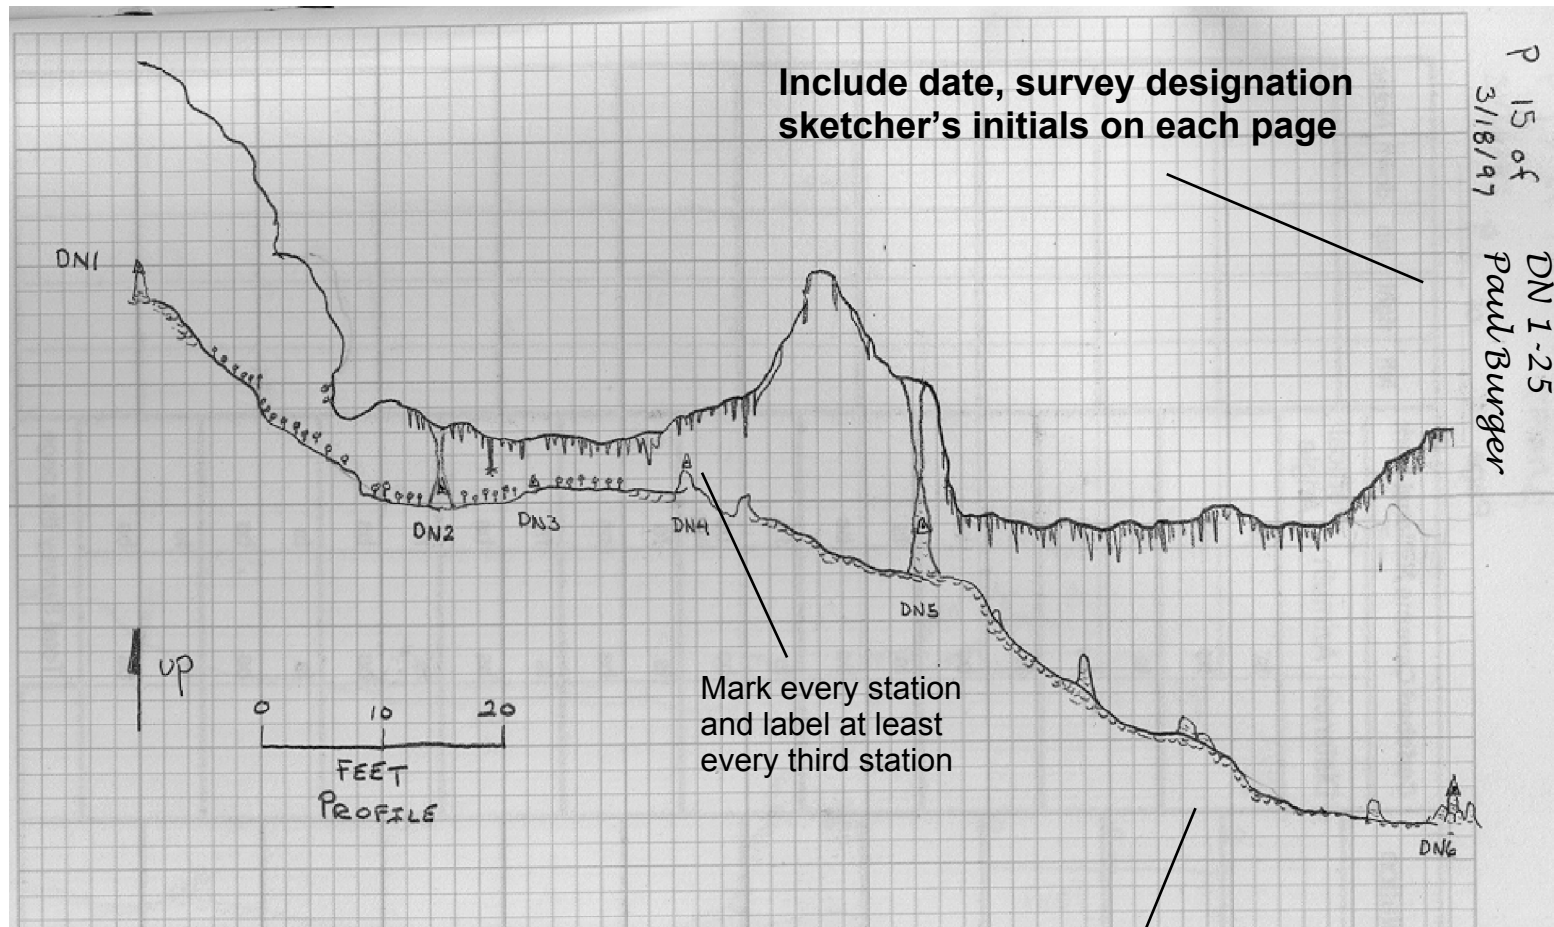 Include date, survey designation
sketcher’s initials on each page
P 15 of
3/18/97
DN 1-25
Paul Burger
DN1
DN2
DN3
DN4
DN5
DN6
UP
0 10 20
FEET
PROFILE
Mark every station
and label at least
every third station